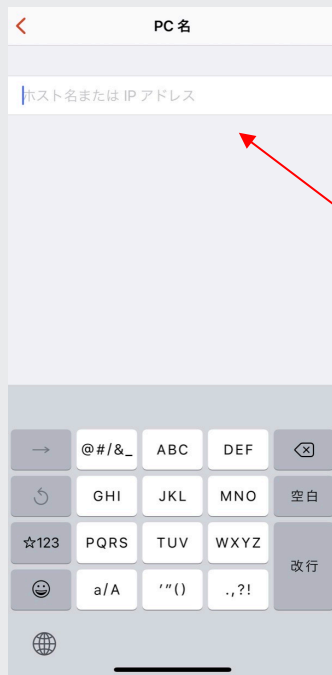 PC 名
ホスト名または IP アドレス
→ @#/&_ ABC DEF
GHI JKL MNO 空白
☆123 PQRS TUV WXYZ
改行
a/A ’”() .,?!